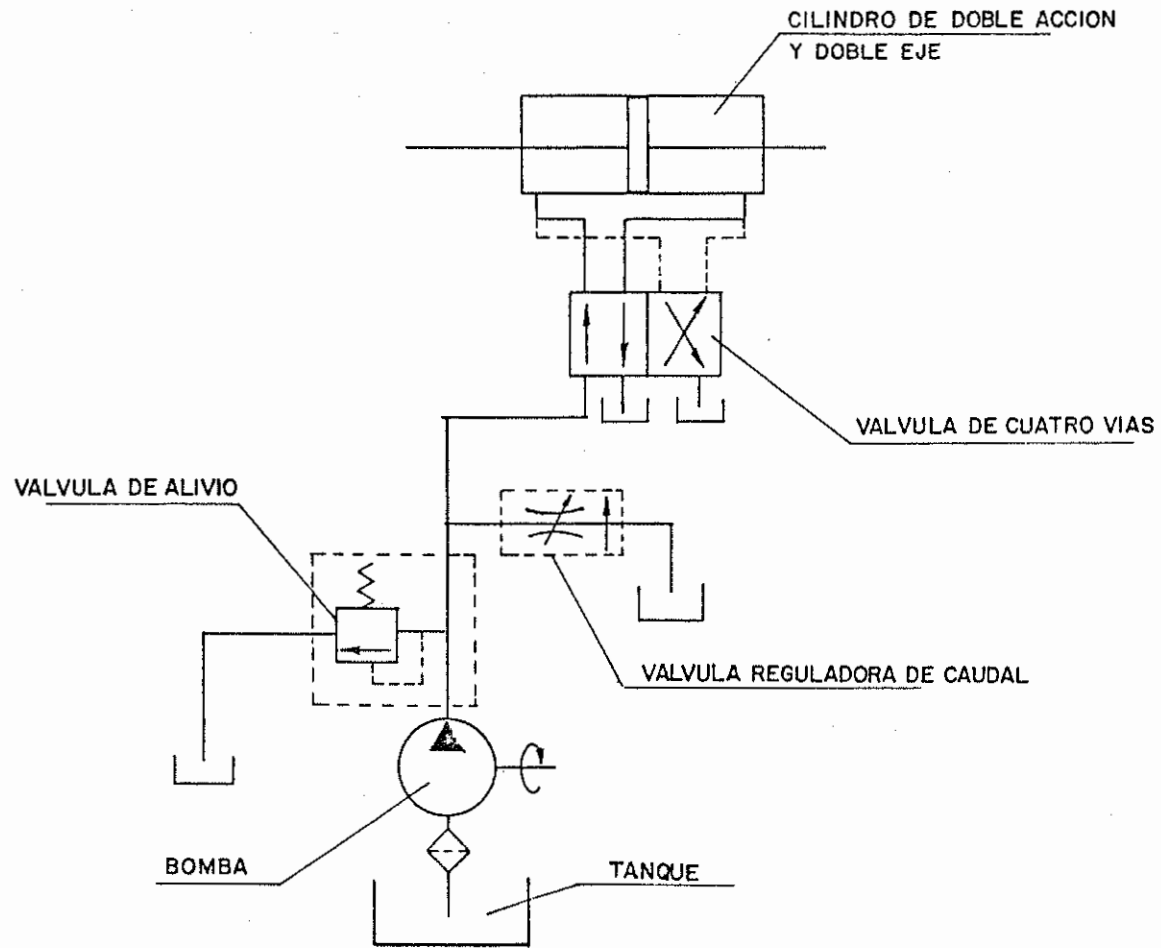 CILINDRO DE DOBLE ACCION
Y DOBLE EJE
VALVULA DE CUATRO VIAS
VALVULA DE ALIVIO
VALVULA REGULADORA DE CAUDAL
BOMBA
TANQUE